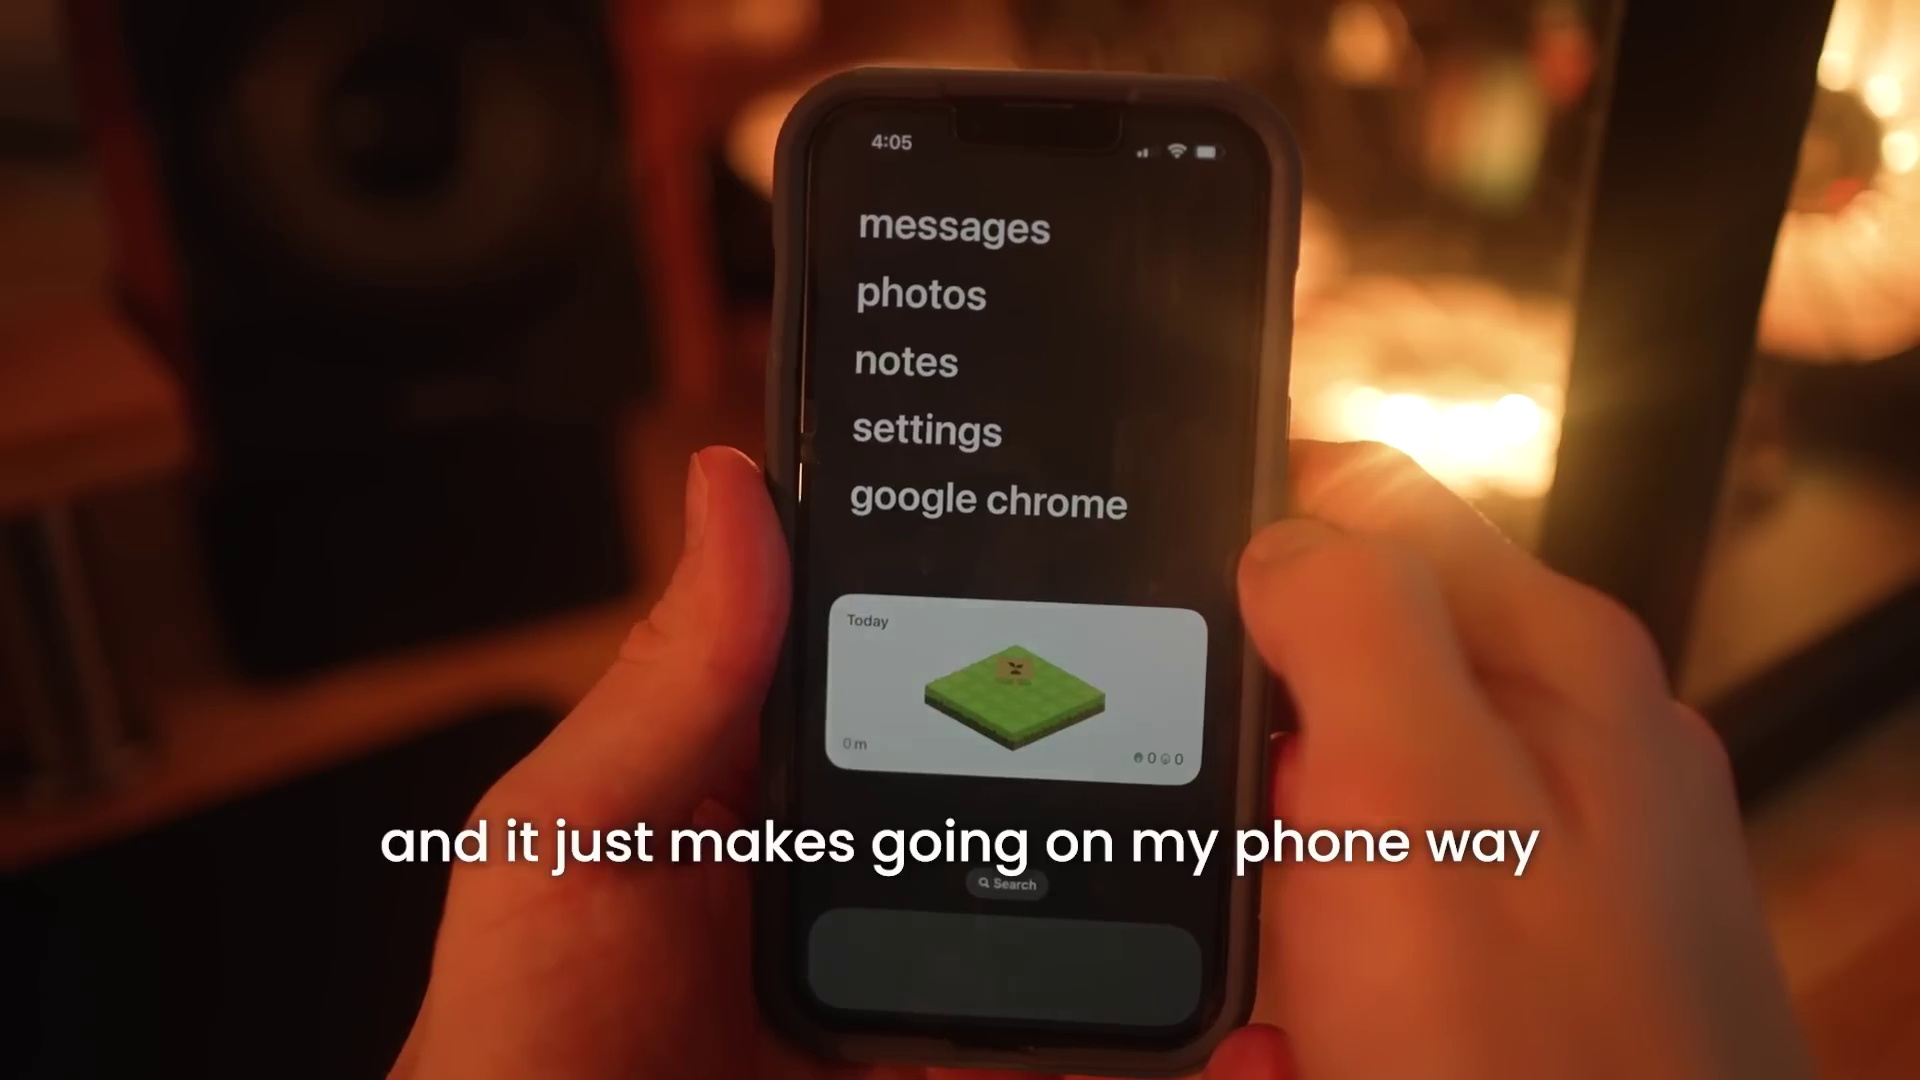 4:05
messages
photos
notes
settings
google chrome
Today
0 m
0 0
and it just makes going on my phone way
Search